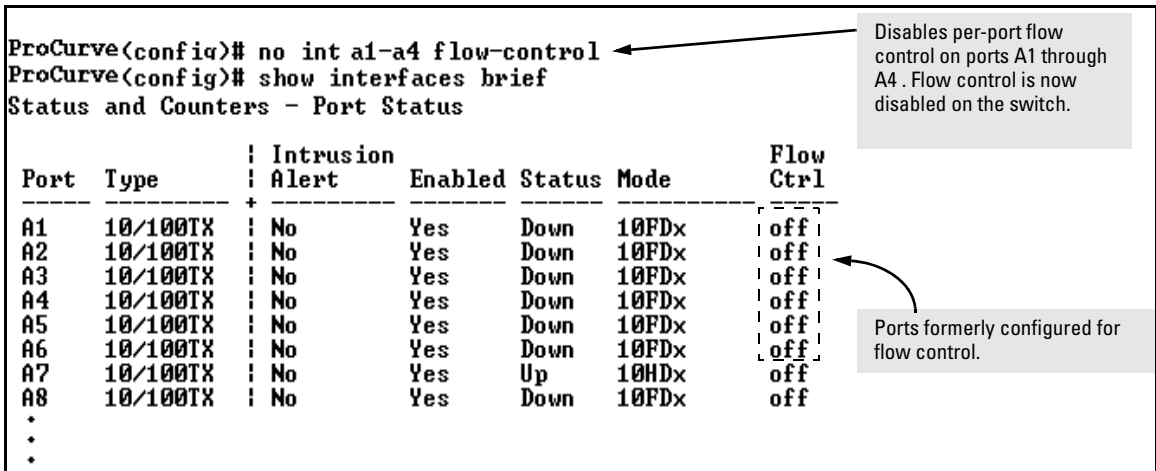 ProCurve(config)# no int a1-a4 flow-control
ProCurve(config)# show interfaces brief
Status and Counters - Port Status
Disables per-port flow
control on ports A1 through
A4 . Flow control is now
disabled on the switch.
¦ Intrusion Flow
Port Type ¦ Alert Enabled Status Mode Ctrl
----- --------- + --------- ------- ------ ---------- -----
A1 10/100TX ¦ No Yes Down 10FDx off
A2 10/100TX ¦ No Yes Down 10FDx off
A3 10/100TX ¦ No Yes Down 10FDx off
A4 10/100TX ¦ No Yes Down 10FDx off
A5 10/100TX ¦ No Yes Down 10FDx off
A6 10/100TX ¦ No Yes Down 10FDx off
A7 10/100TX ¦ No Yes Up 10HDx off
A8 10/100TX ¦ No Yes Down 10FDx off
Ports formerly configured for
flow control.